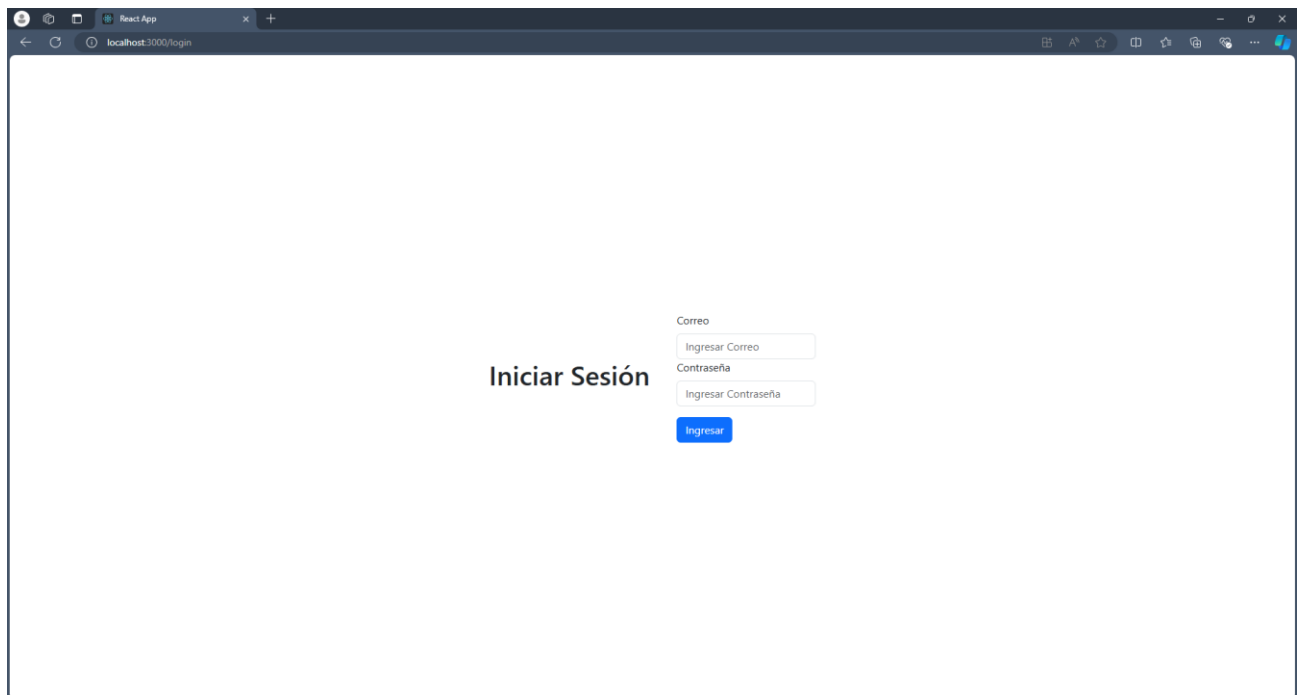 React App
localhost:3000/login
Correo
Ingresar Correo
Iniciar Sesión
Contraseña
Ingresar Contraseña
Ingresar